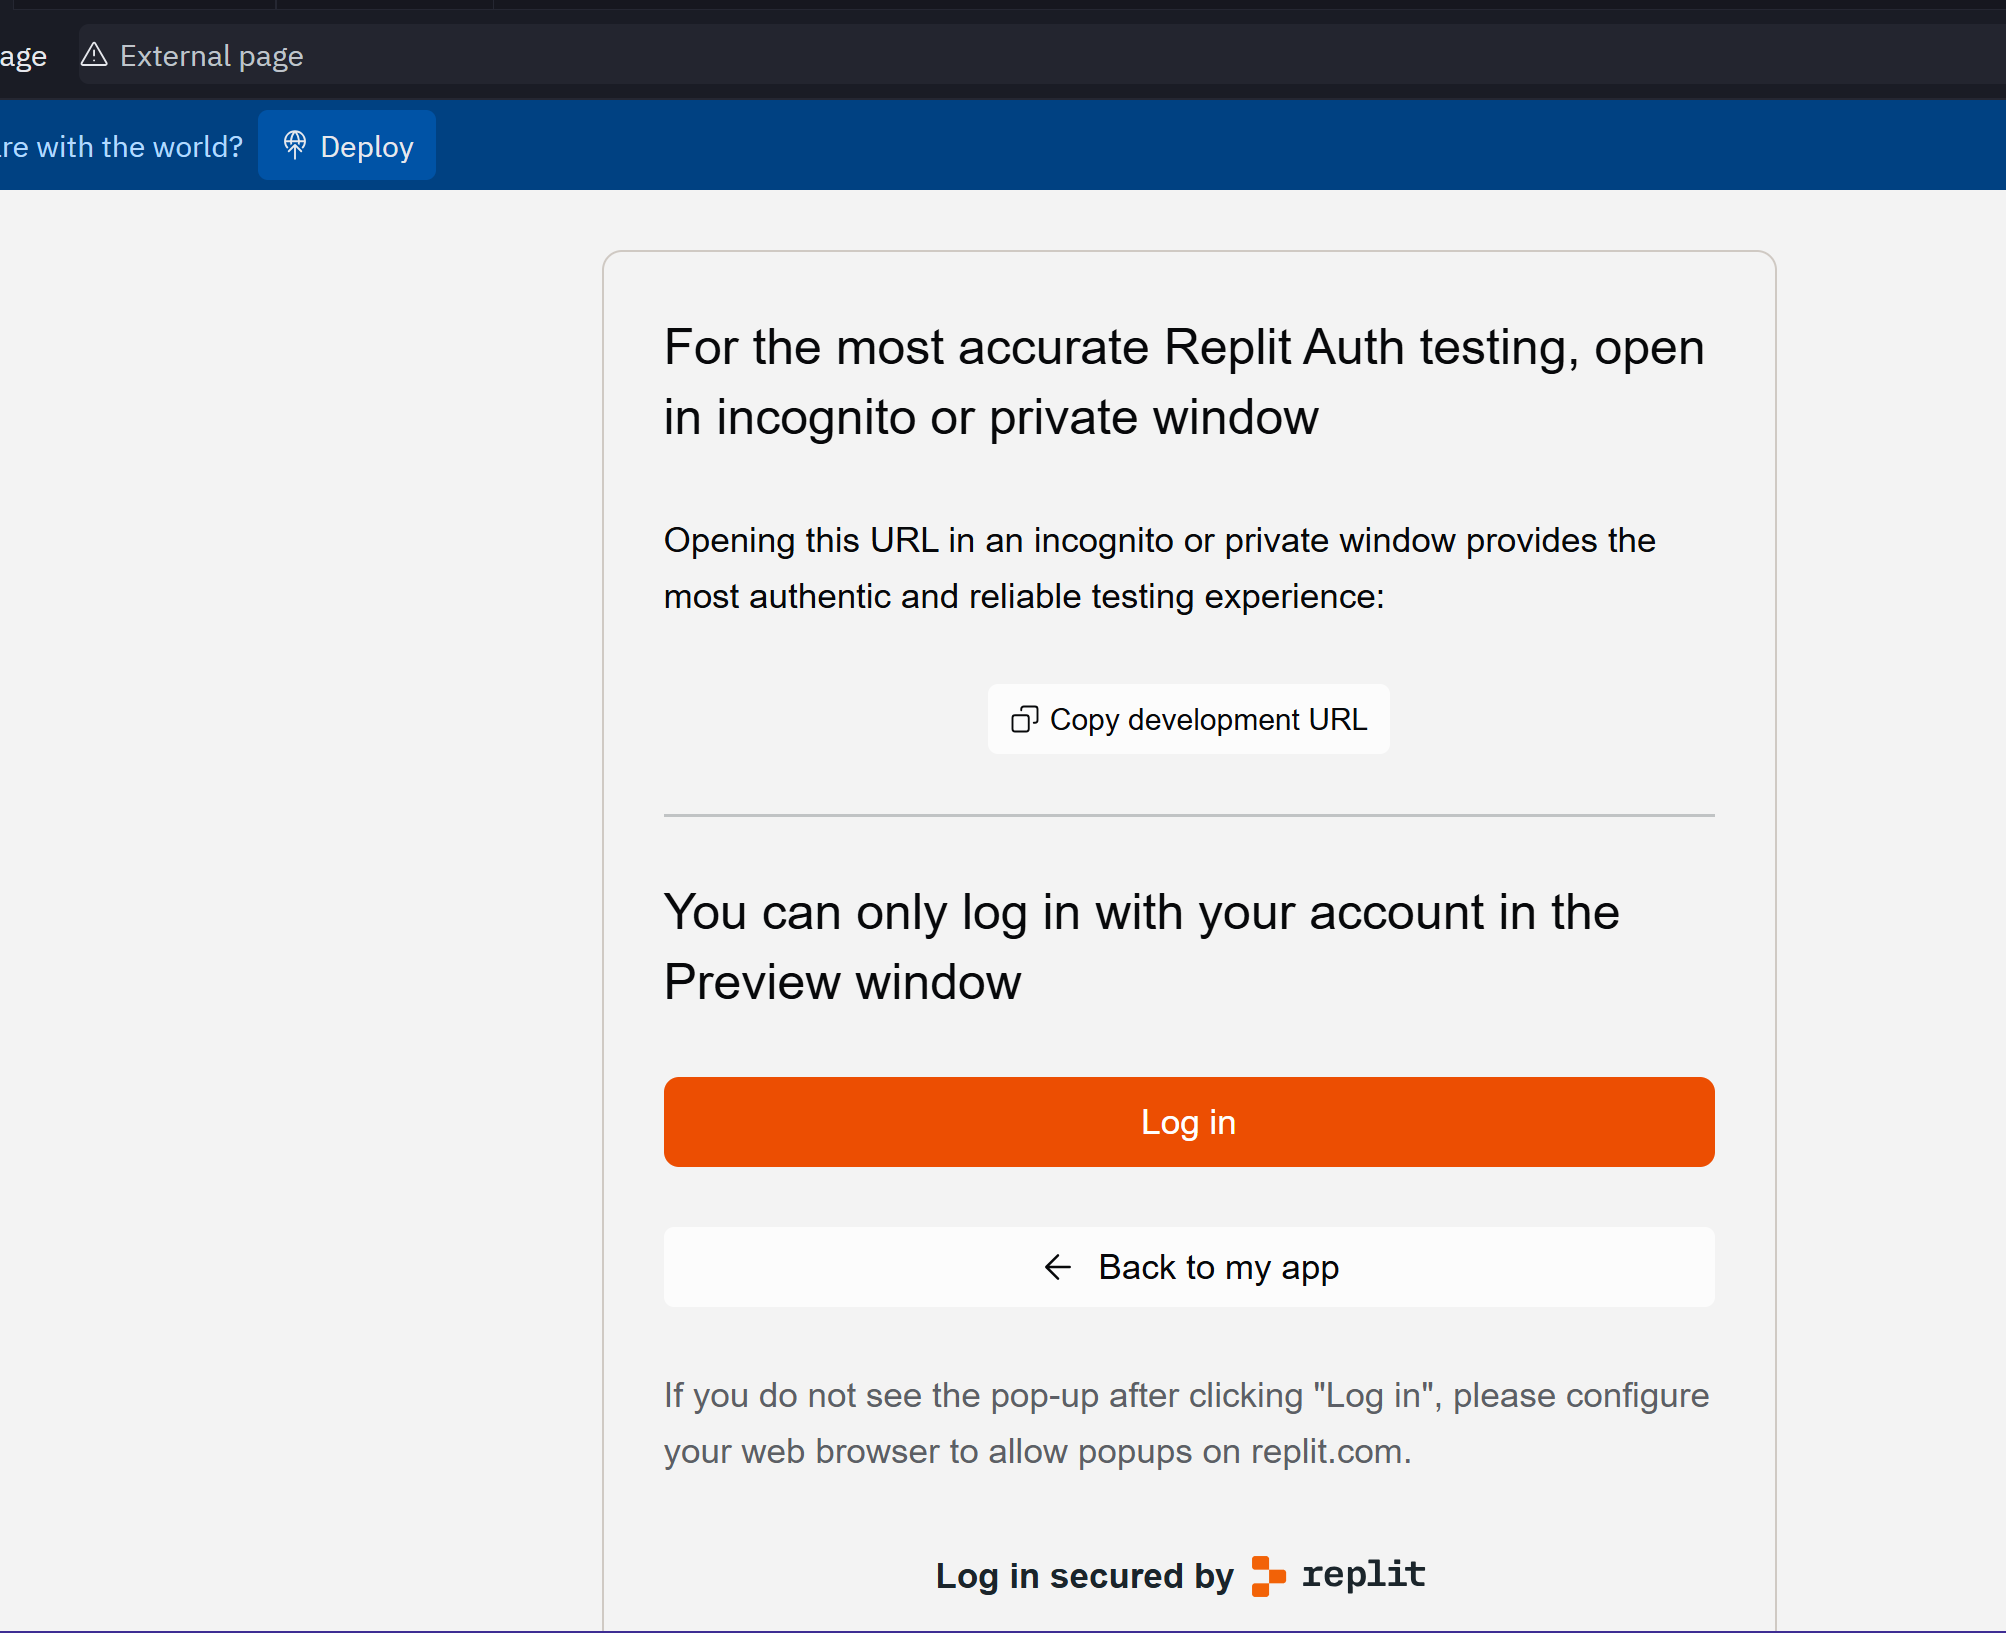 age
External page
re with the world?
Deploy
For the most accurate Replit Auth testing, open
in incognito or private window
Opening this URL in an incognito or private window provides the
most authentic and reliable testing experience:
Copy development URL
You can only log in with your account in the
Preview window
Log in
Back to my app
If you do not see the pop-up after clicking "Log in", please configure
your web browser to allow popups on replit.com.
Log in secured by replit